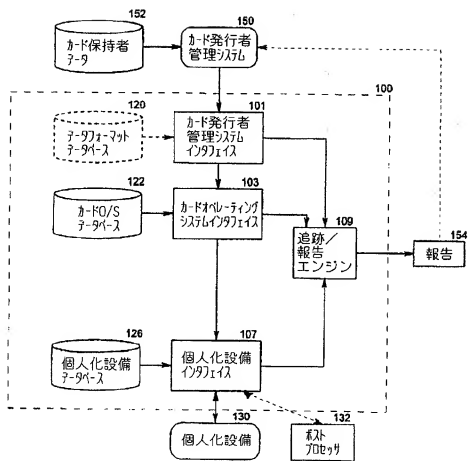 152
カード保持者
データ
150
カード発行者
管理システム
100
120
データフォーマット
データベース
101
カード発行者
管理システム
インタフェイス
122
カードO/S
データベース
103
カードオペレーティング
システムインタフェイス
109
追跡/
報告
エンジン
154
報告
126
個人化設備
データベース
107
個人化設備
インタフェイス
130
個人化設備
132
ポスト
プロセッサ